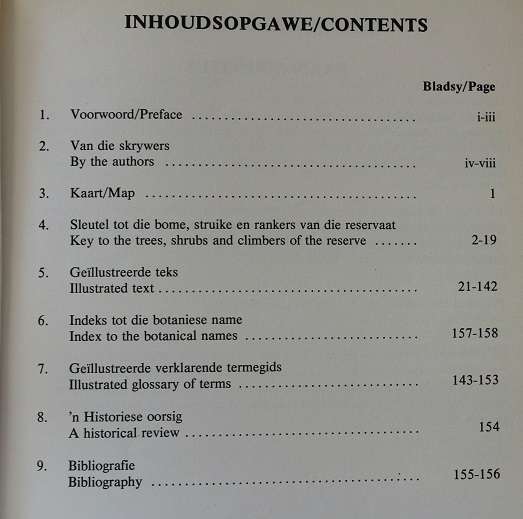 INHOUDSOPGAWE/CONTENTS
Bladsy/Page
1. Voorwoord/Preface ................................. i-iii
2. Van die skrywers
By the authors ..................................... iv-viii
3. Kaart/Map ....................................... 1
4. Sleutel tot die bome, struike en rankers van die reservaat
Key to the trees, shrubs and climbers of the reserve ....... 2-19
5. Geïllustreerde teks
Illustrated text ...................................... 21-142
6. Indeks tot die botaniese name
Index to the botanical names .......................... 157-158
7. Geïllustreerde verklarende termegids
Illustrated glossary of terms ........................... 143-153
8. 'n Historiese oorsig
A historical review ................................... 154
9. Bibliografie
Bibliography ........................................ 155-156